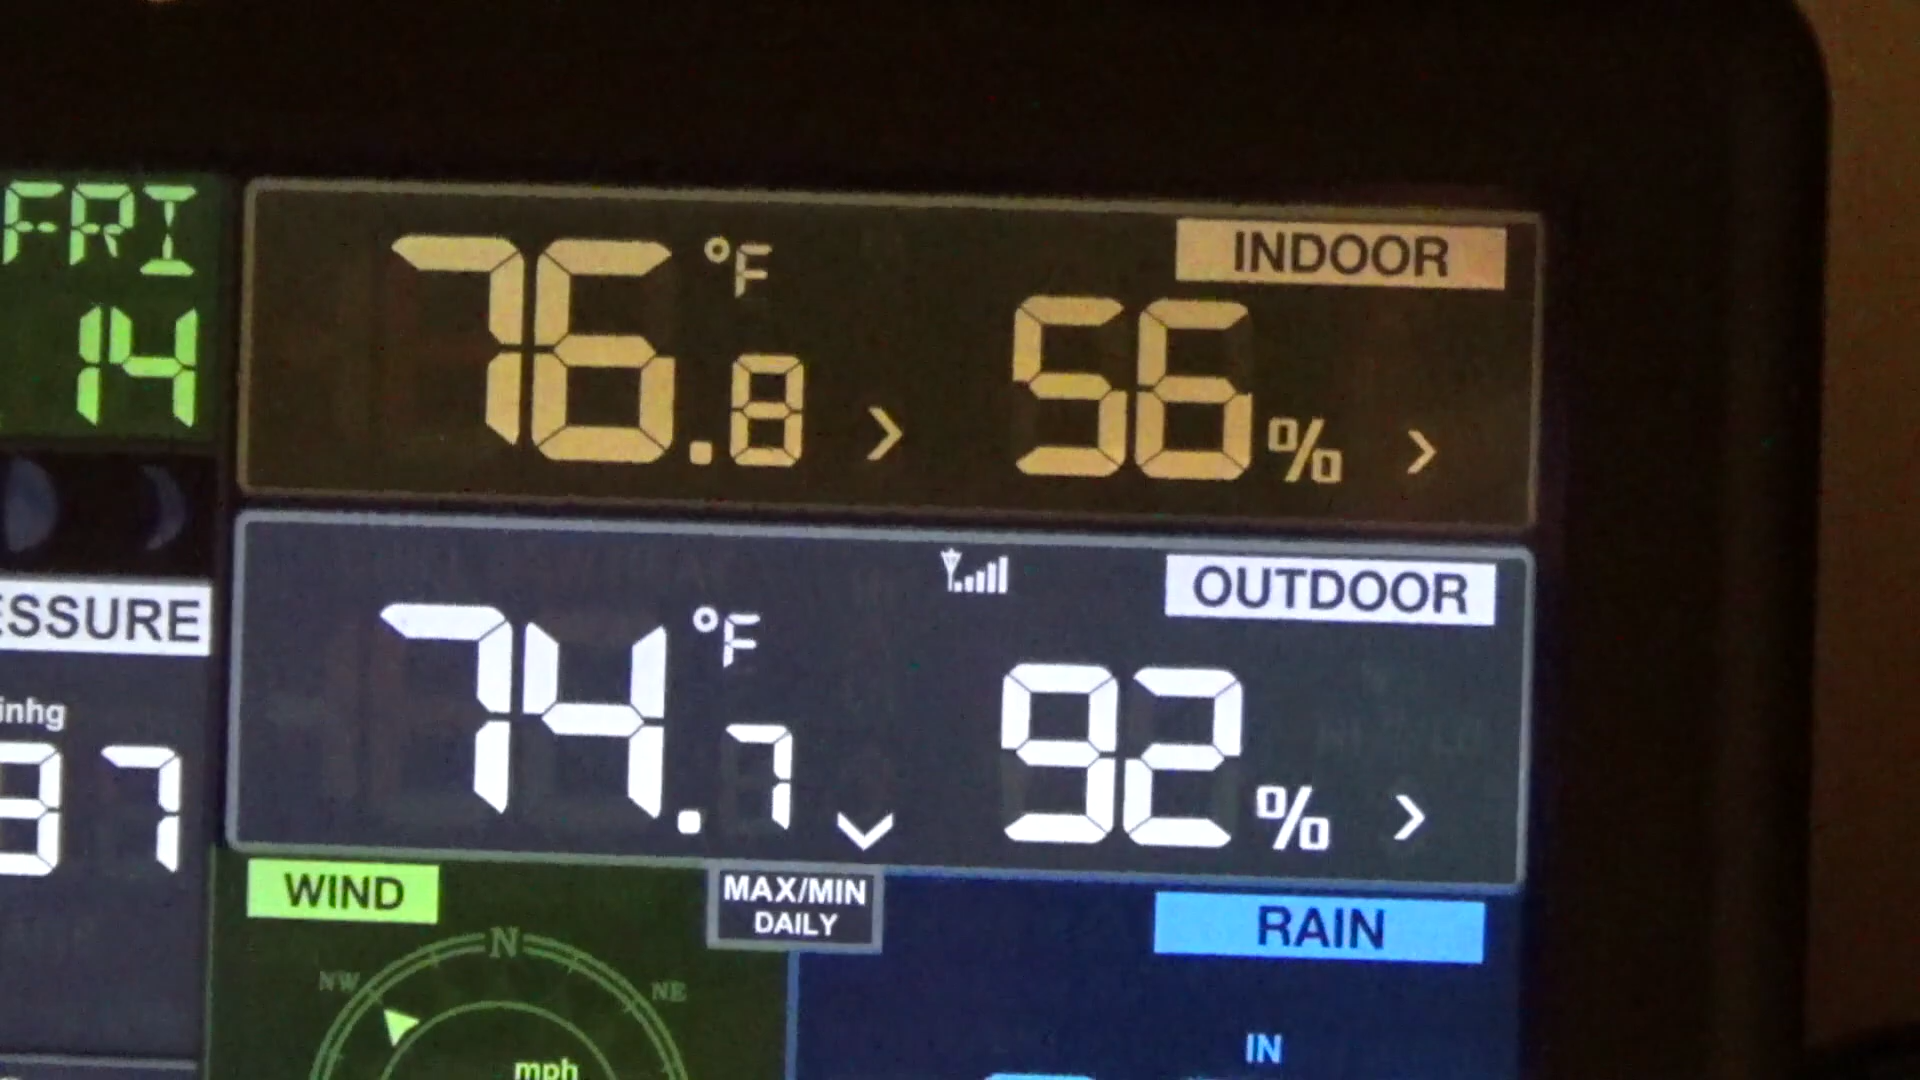 FRI
14
INDOOR
76.8 °F
56 %
ESSURE
inhg
37
OUTDOOR
74.7 °F
92 %
WIND
MAX/MIN
DAILY
RAIN
N
NW
NE
mph
IN